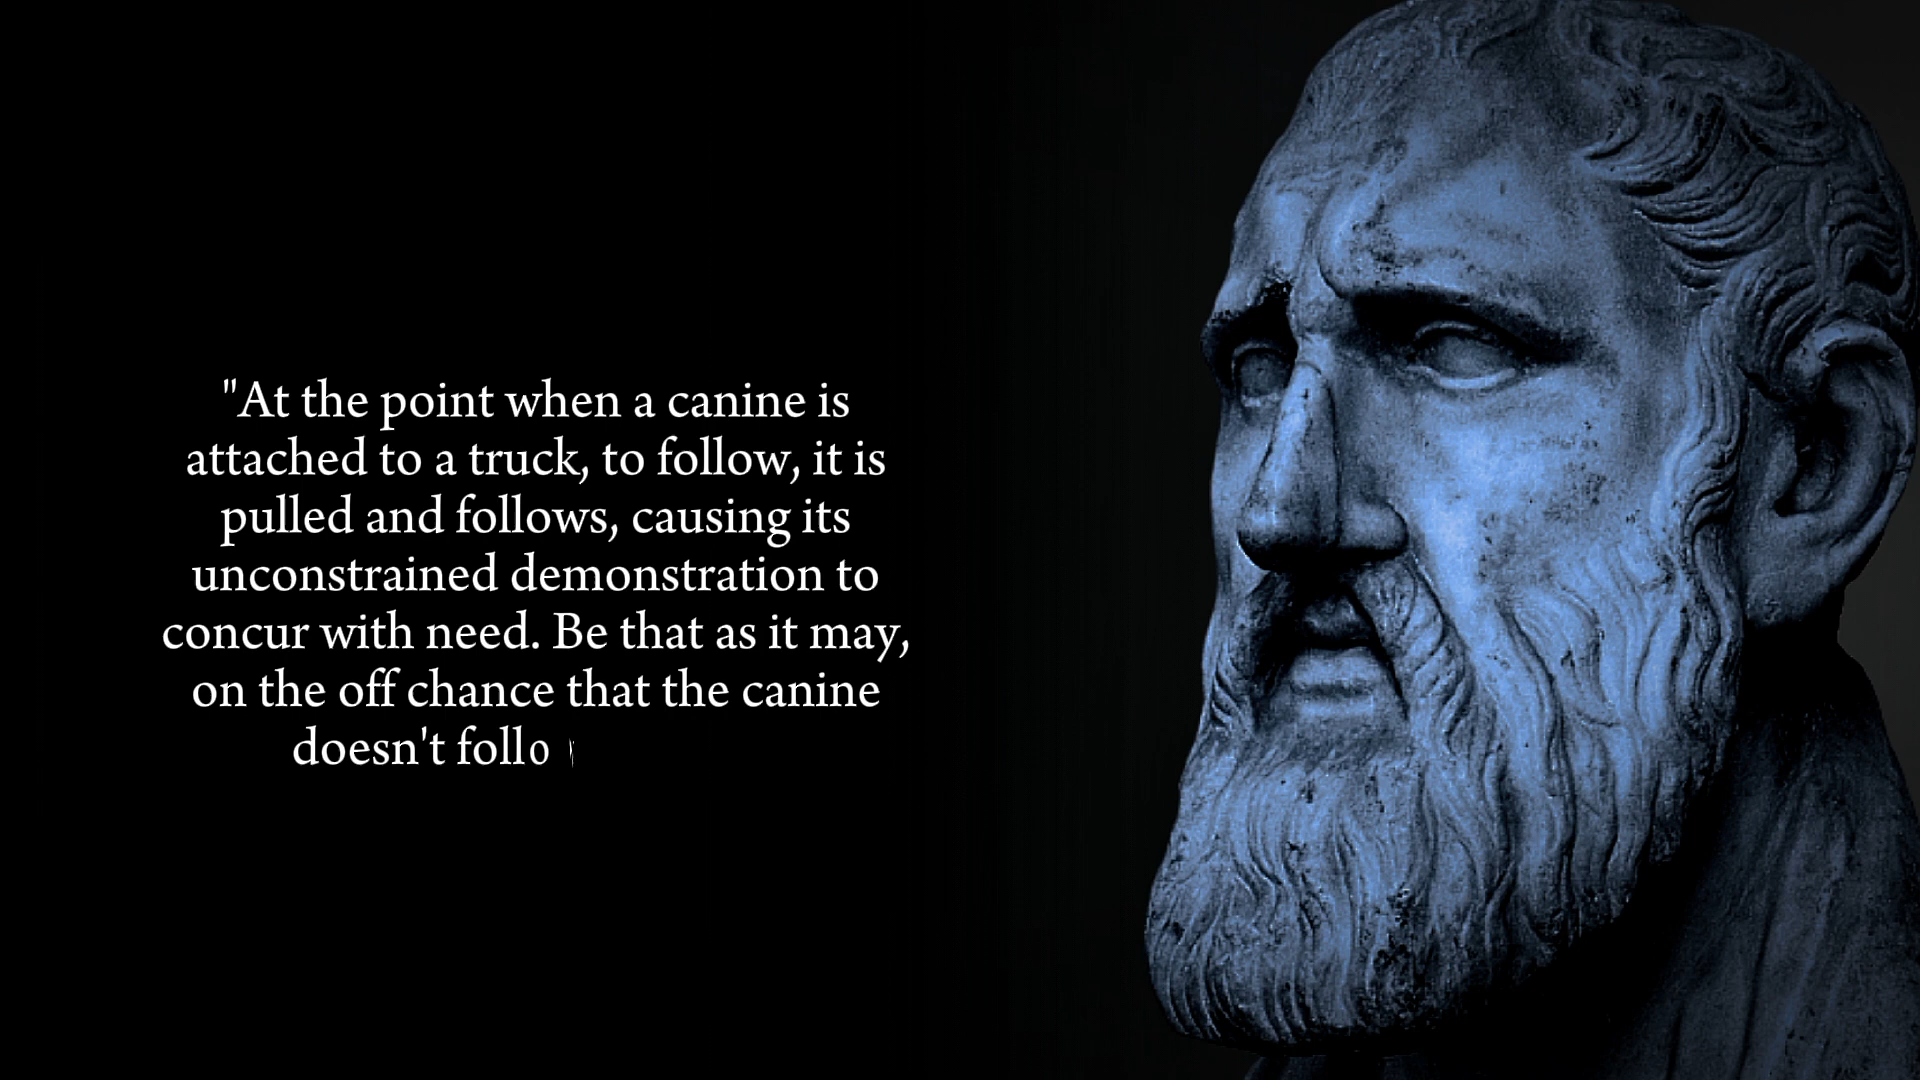 "At the point when a canine is
attached to a truck, to follow, it is
pulled and follows, causing its
unconstrained demonstration to
concur with need. Be that as it may,
on the off chance that the canine
doesn't follo